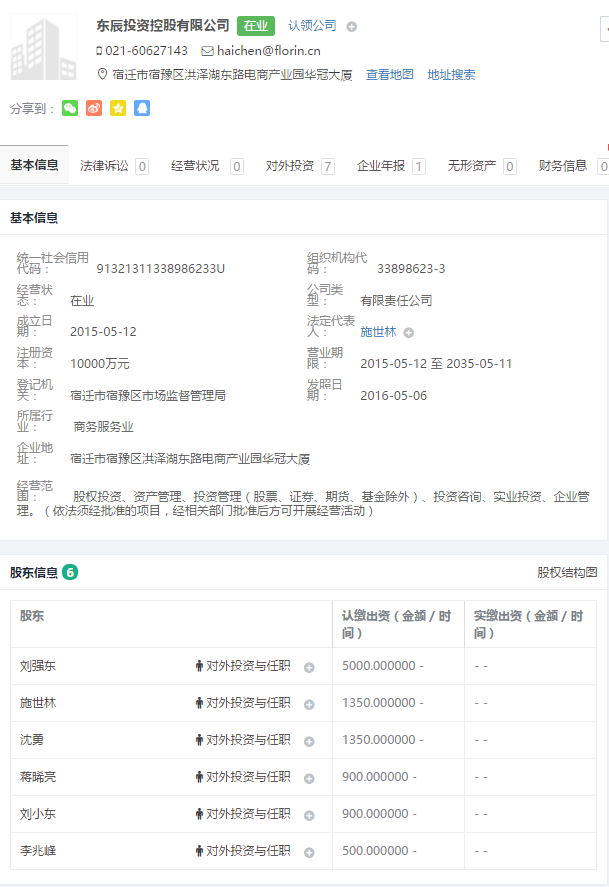 东辰投资控股有限公司 在业 认领公司
021-60627143 haichen@florin.cn
宿迁市宿豫区洪泽湖东路电商产业园华冠大厦 查看地图 地址搜索
分享到：
基本信息 法律诉讼 0 经营状况 0 对外投资 7 企业年报 1 无形资产 0 财务信息 0
基本信息
统一社会信用代码： 91321311338986233U 组织机构代码： 33898623-3
经营状态： 在业 公司类型： 有限责任公司
成立日期： 2015-05-12 法定代表人： 施世林
注册资本： 10000万元 营业期限： 2015-05-12 至 2035-05-11
登记机关： 宿迁市宿豫区市场监督管理局 发照日期： 2016-05-06
所属行业： 商务服务业
企业地址： 宿迁市宿豫区洪泽湖东路电商产业园华冠大厦
经营范围： 股权投资、资产管理、投资管理（股票、证券、期货、基金除外）、投资咨询、实业投资、企业管
理。（依法须经批准的项目，经相关部门批准后方可开展经营活动）
股东信息 6 股权结构图
股东 认缴出资（金额/时间） 实缴出资（金额/时间）
刘强东 对外投资与任职 5000.000000 - - -
施世林 对外投资与任职 1350.000000 - - -
沈勇 对外投资与任职 1350.000000 - - -
蒋晞亮 对外投资与任职 900.000000 - - -
刘小东 对外投资与任职 900.000000 - - -
李兆峰 对外投资与任职 500.000000 - - -